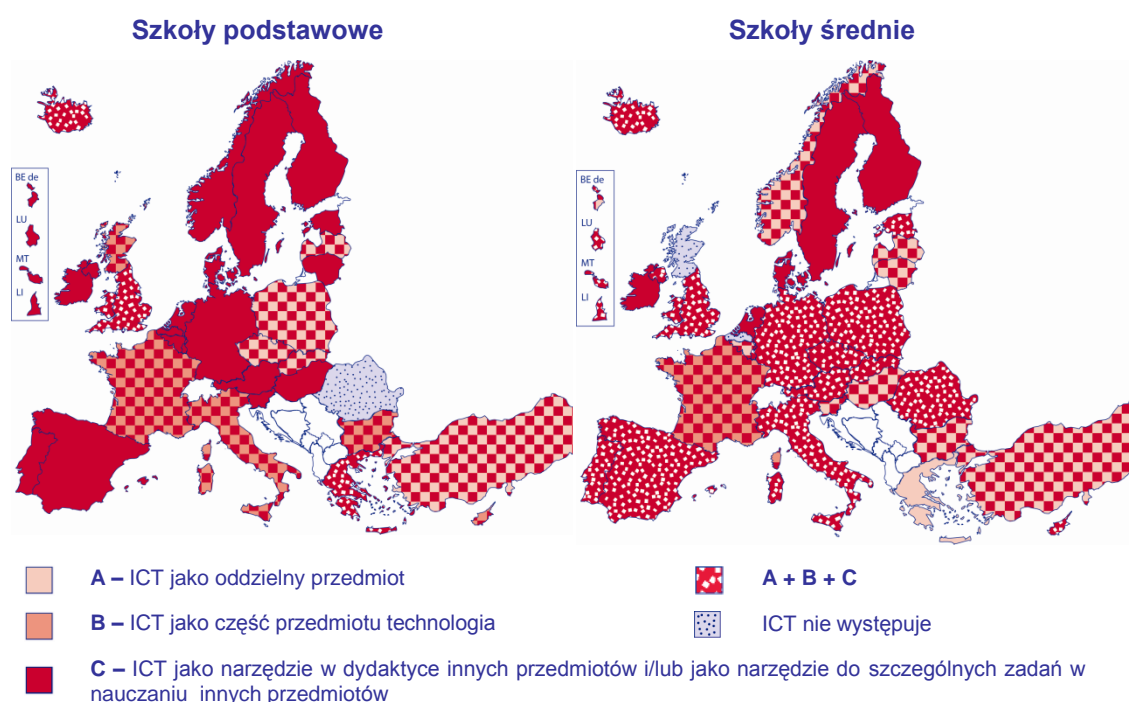 Szkoły podstawowe
Szkoły średnie
BE de
LU
MT
LI
BE de
LU
MT
LI
A – ICT jako oddzielny przedmiot
A + B + C
B – ICT jako część przedmiotu technologia
ICT nie występuje
C – ICT jako narzędzie w dydaktyce innych przedmiotów i/lub jako narzędzie do szczególnych zadań w
nauczaniu innych przedmiotów